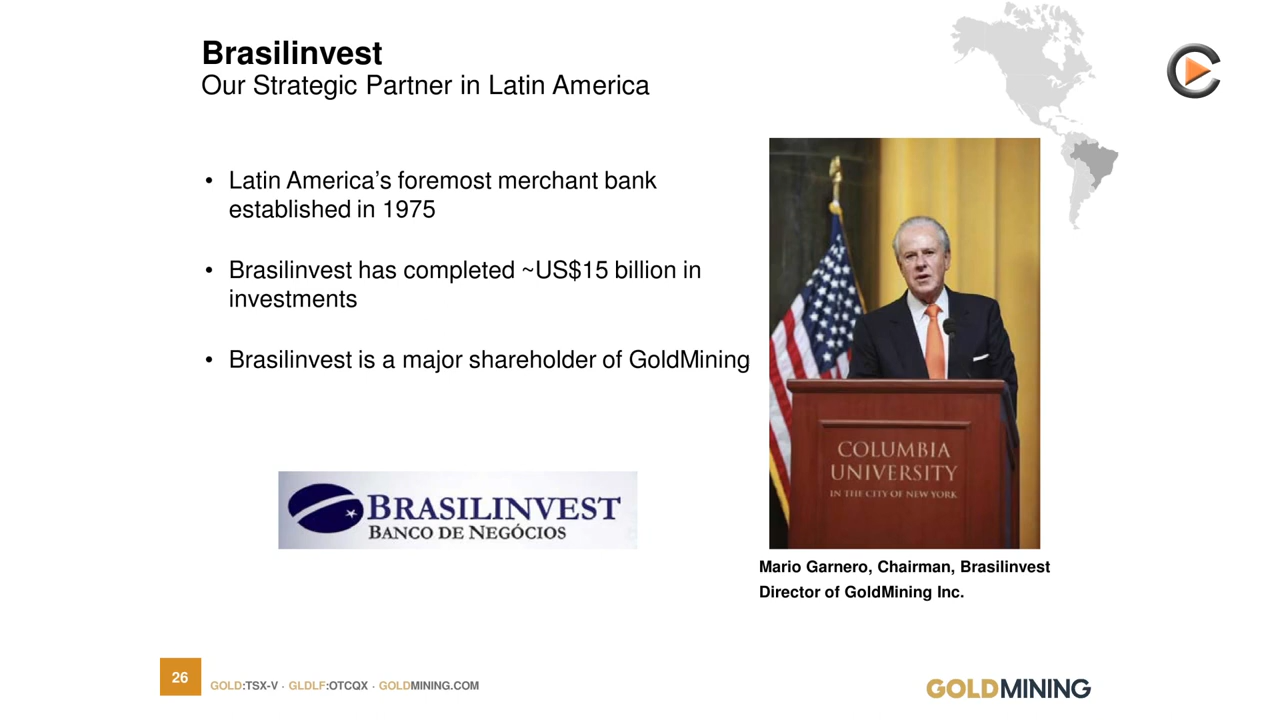 Brasilinvest
Our Strategic Partner in Latin America
• Latin America’s foremost merchant bank
established in 1975
• Brasilinvest has completed ~US$15 billion in
investments
• Brasilinvest is a major shareholder of GoldMining
BRASILINVEST
BANCO DE NEGÓCIOS
COLUMBIA
UNIVERSITY
IN THE CITY OF NEW YORK
Mario Garnero, Chairman, Brasilinvest
Director of GoldMining Inc.
26
GOLD:TSX-V · GLDLF:OTCQX · GOLDMINING.COM
GOLDMINING